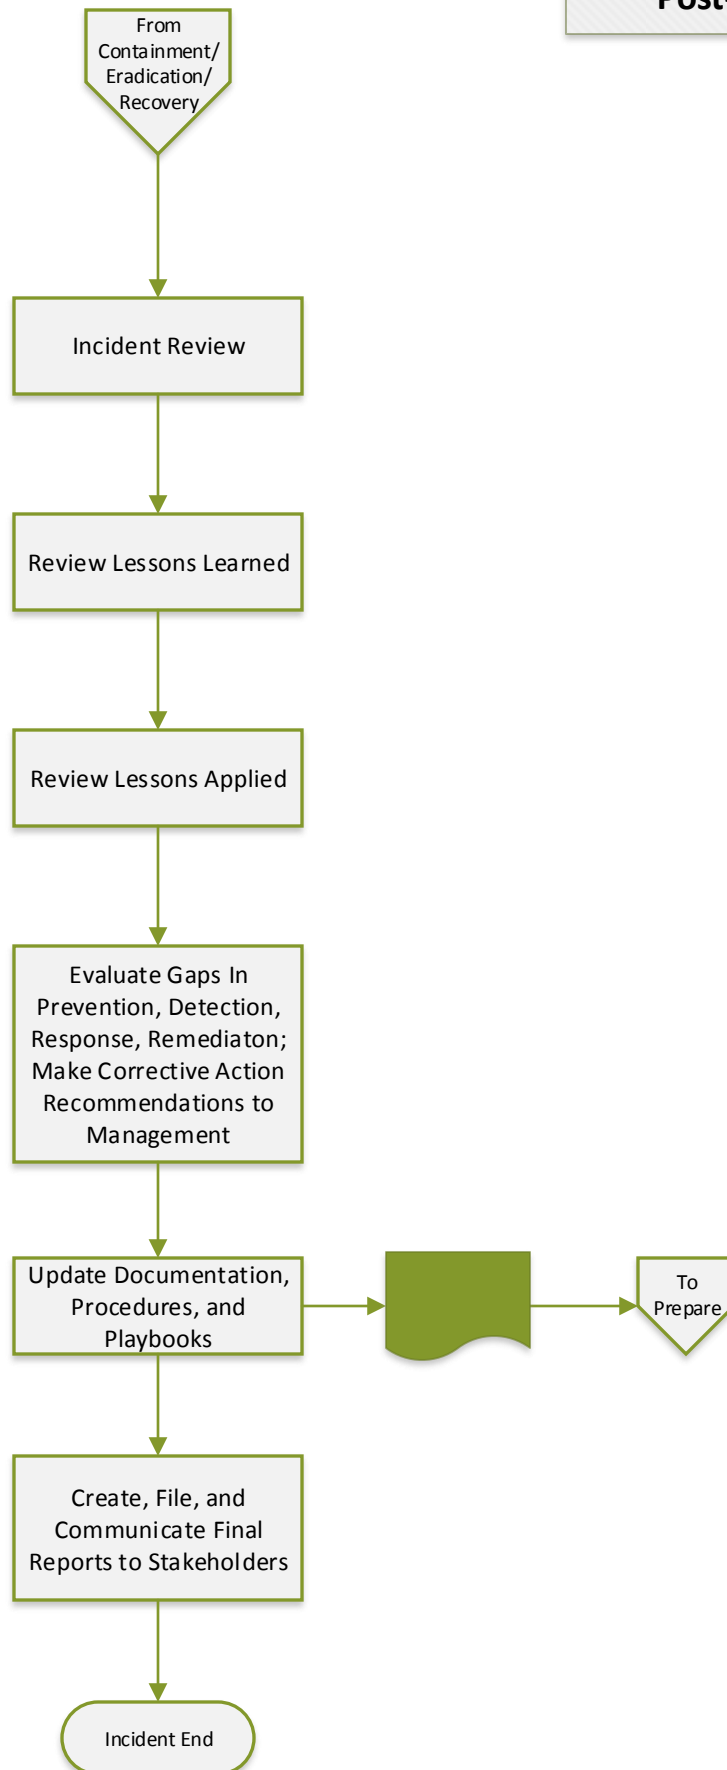 Post-
From
Containment/
Eradication/
Recovery
Incident Review
Review Lessons Learned
Review Lessons Applied
Evaluate Gaps In
Prevention, Detection,
Response, Remediaton;
Make Corrective Action
Recommendations to
Management
Update Documentation,
Procedures, and
Playbooks
To
Prepare
Create, File, and
Communicate Final
Reports to Stakeholders
Incident End